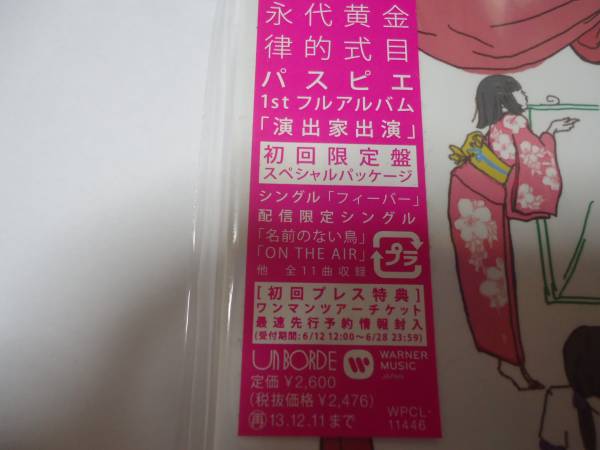 永代黄金
律的式目
パスピエ
1stフルアルバム
「演出家出演」
初回限定盤
スペシャルパッケージ
シングル「フィーバー」
配信限定シングル
「名前のない鳥」
「ON THE AIR」
他 全11曲収録
プラ
[初回プレス特典]
ワンマンツアーチケット
最速先行予約情報封入
(受付期間:6/12 12:00〜6/28 23:59)
unBORDE
WARNER
MUSIC
JAPAN
定価 ¥2,600
(税抜価格 ¥2,476)
再 13.12.11まで
WPCL-
11446